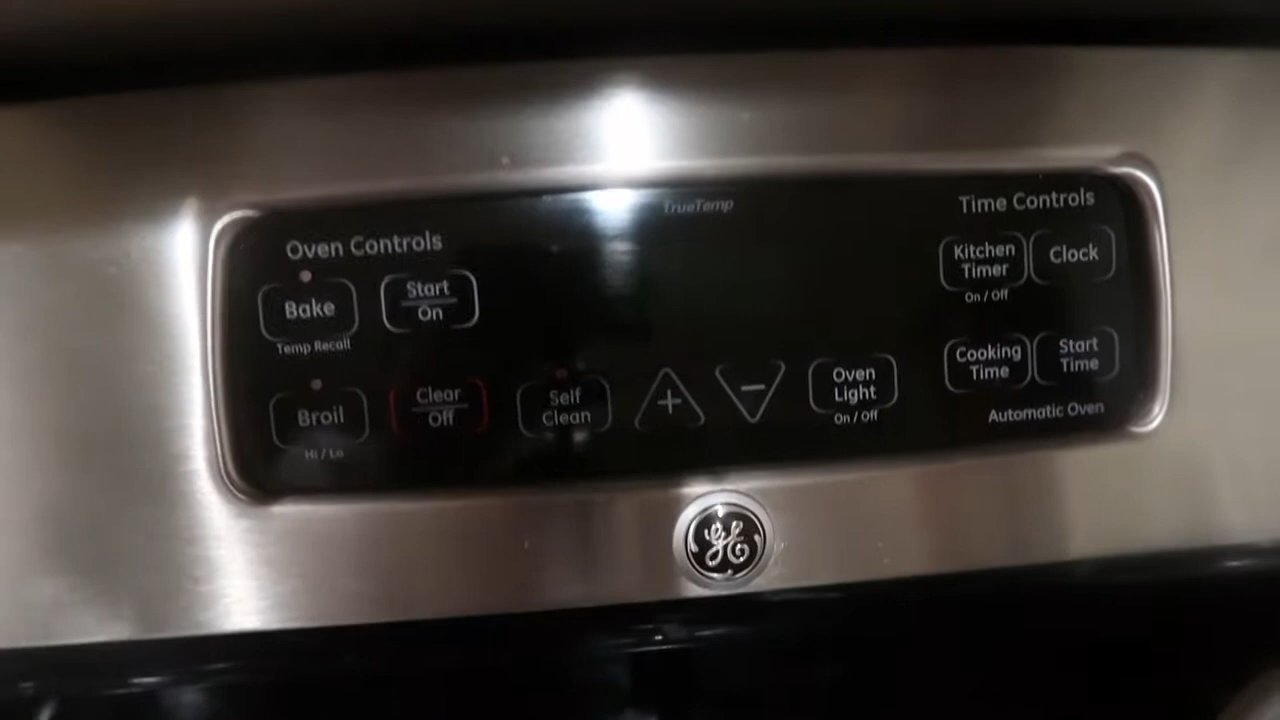 TrueTemp
Oven Controls
Time Controls
Bake
Temp Recall
Start
On
Kitchen
Timer
On / Off
Clock
Broil
Hi / Lo
Clear
Off
Self
Clean
+
−
Oven
Light
On / Off
Cooking
Time
Start
Time
Automatic Oven
GE